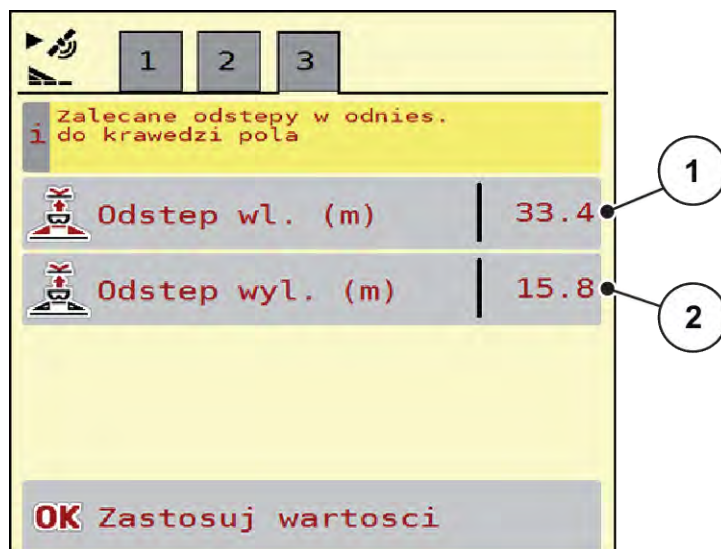 1 2 3
i Zalecane odstepy w odnies.
do krawedzi pola
Odstep wl. (m) 33.4
1
Odstep wyl. (m) 15.8
2
OK Zastosuj wartosci